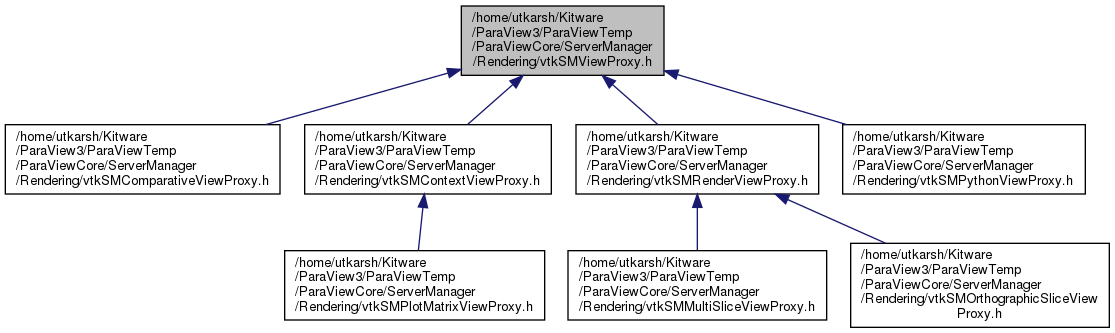 /home/utkarsh/Kitware
/ParaView3/ParaViewTemp
/ParaViewCore/ServerManager
/Rendering/vtkSMViewProxy.h
/home/utkarsh/Kitware
/ParaView3/ParaViewTemp
/ParaViewCore/ServerManager
/Rendering/vtkSMComparativeViewProxy.h
/home/utkarsh/Kitware
/ParaView3/ParaViewTemp
/ParaViewCore/ServerManager
/Rendering/vtkSMContextViewProxy.h
/home/utkarsh/Kitware
/ParaView3/ParaViewTemp
/ParaViewCore/ServerManager
/Rendering/vtkSMRenderViewProxy.h
/home/utkarsh/Kitware
/ParaView3/ParaViewTemp
/ParaViewCore/ServerManager
/Rendering/vtkSMPythonViewProxy.h
/home/utkarsh/Kitware
/ParaView3/ParaViewTemp
/ParaViewCore/ServerManager
/Rendering/vtkSMPlotMatrixViewProxy.h
/home/utkarsh/Kitware
/ParaView3/ParaViewTemp
/ParaViewCore/ServerManager
/Rendering/vtkSMMultiSliceViewProxy.h
/home/utkarsh/Kitware
/ParaView3/ParaViewTemp
/ParaViewCore/ServerManager
/Rendering/vtkSMOrthographicSliceView
Proxy.h